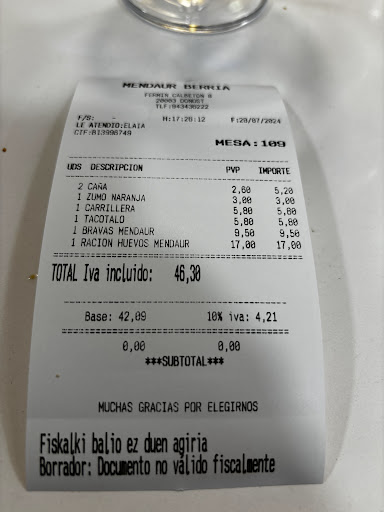 MENDAUR BERRIA
FERMIN CALBETON 8
20003 DONOST
TLF:943436222
F/S: - H:17:20:12 F:20/07/2024
LE ATENDIO:ELAIA
CIF:B13996749
MESA:109
UDS DESCRIPCION PVP IMPORTE
2 CAÑA 2,60 5,20
1 ZUMO NARANJA 3,00 3,00
1 CARRILLERA 5,80 5,80
1 TACOTALO 5,80 5,80
1 BRAVAS MENDAUR 9,50 9,50
1 RACION HUEVOS MENDAUR 17,00 17,00
TOTAL Iva incluido: 46,30
Base: 42,09 10% iva: 4,21
0,00 0,00
***SUBTOTAL***
MUCHAS GRACIAS POR ELEGIRNOS
Fiskalki balio ez duen agiria
Borrador: Documento no válido fiscalmente